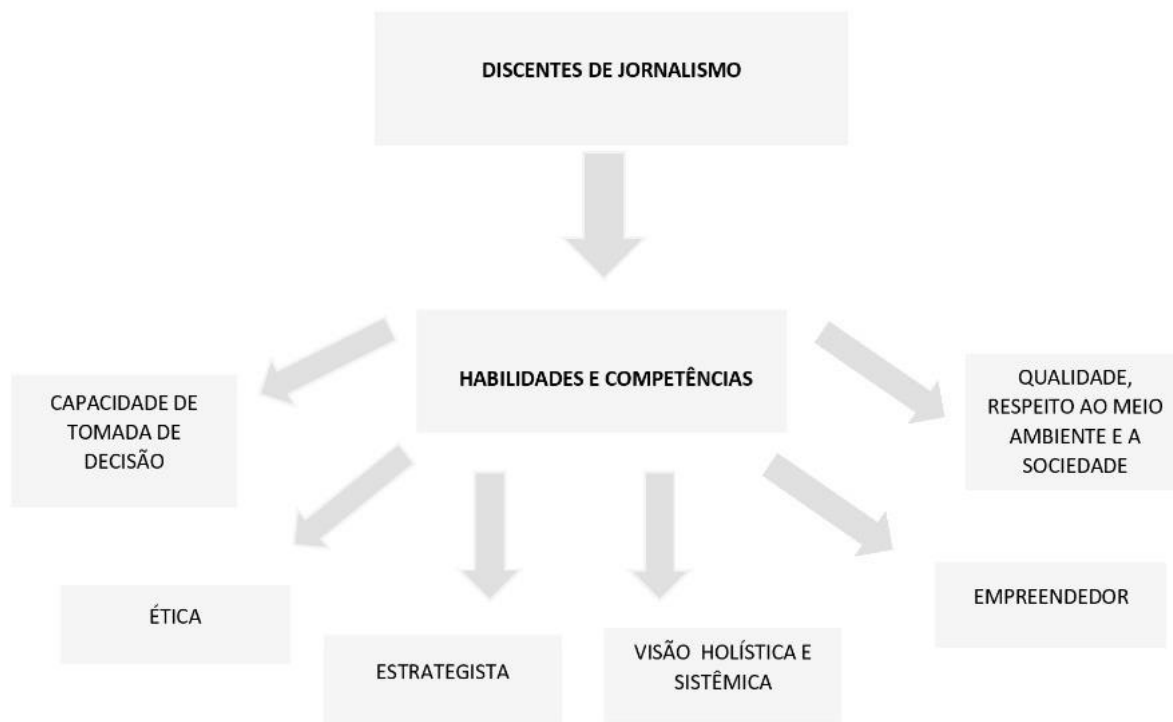 DISCENTES DE JORNALISMO
HABILIDADES E COMPETÊNCIAS
CAPACIDADE DE
TOMADA DE
DECISÃO
QUALIDADE,
RESPEITO AO MEIO
AMBIENTE E A
SOCIEDADE
ÉTICA
ESTRATEGISTA
VISÃO HOLÍSTICA E
SISTÊMICA
EMPREENDEDOR